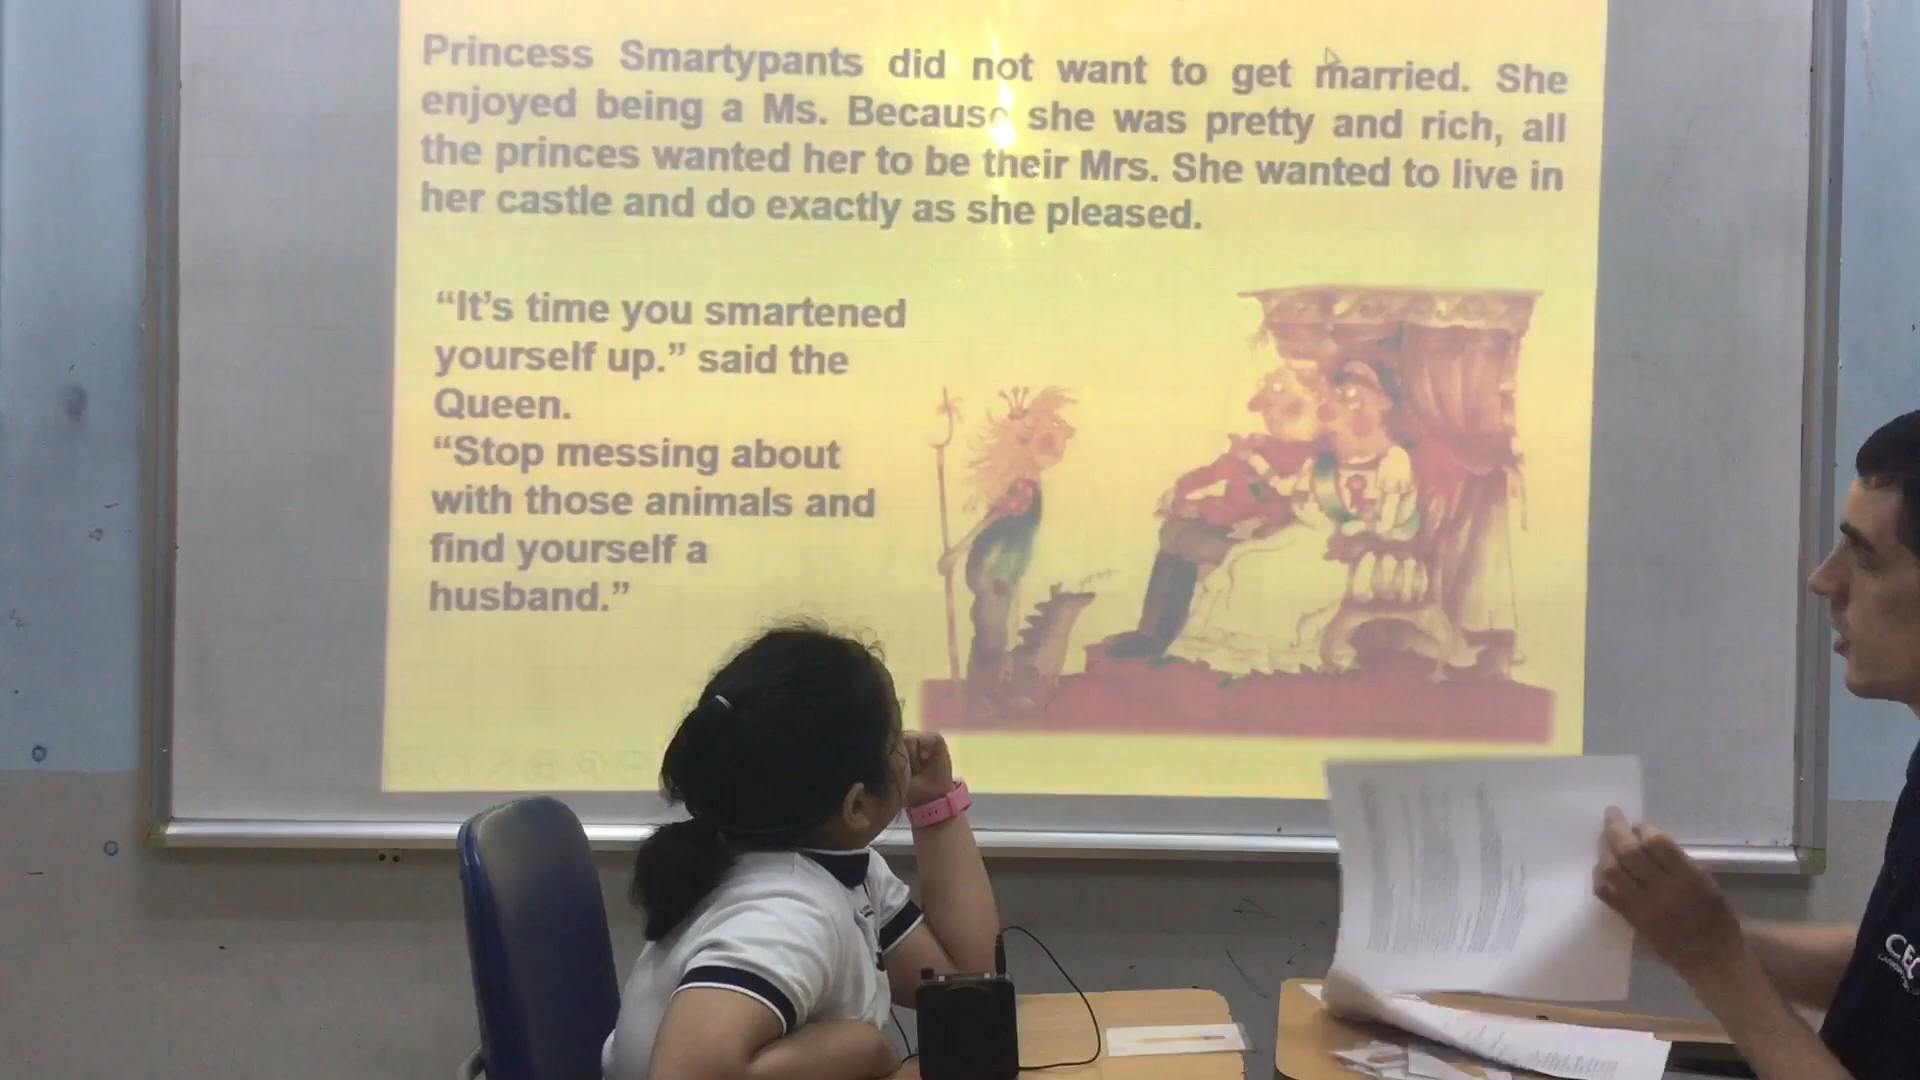 Princess Smartypants did not want to get married. She
enjoyed being a Ms. Because she was pretty and rich, all
the princes wanted her to be their Mrs. She wanted to live in
her castle and do exactly as she pleased.
“It’s time you smartened
yourself up.” said the
Queen.
“Stop messing about
with those animals and
find yourself a
husband.”